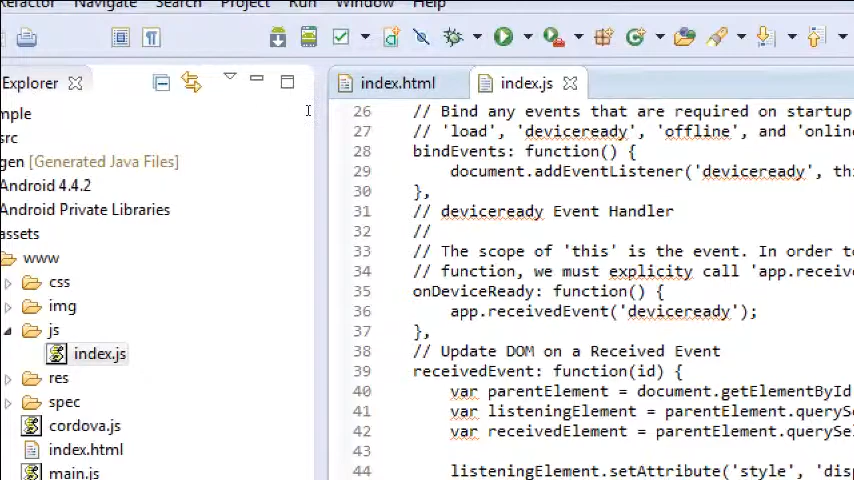 Refactor Navigate Search Project Run Window Help
Explorer
index.html
index.js
mple
src
gen [Generated Java Files]
Android 4.4.2
Android Private Libraries
assets
www
css
img
js
index.js
res
spec
cordova.js
index.html
main.js
26 // Bind any events that are required on startup
27 // 'load', 'deviceready', 'offline', and 'onlin
28 bindEvents: function() {
29 document.addEventListener('deviceready', thi
30 },
31 // deviceready Event Handler
32 //
33 // The scope of 'this' is the event. In order to
34 // function, we must explicity call 'app.receive
35 onDeviceReady: function() {
36 app.receivedEvent('deviceready');
37 },
38 // Update DOM on a Received Event
39 receivedEvent: function(id) {
40 var parentElement = document.getElementById
41 var listeningElement = parentElement.querySe
42 var receivedElement = parentElement.querySel
43
44 listeningElement.setAttribute('style', 'disp